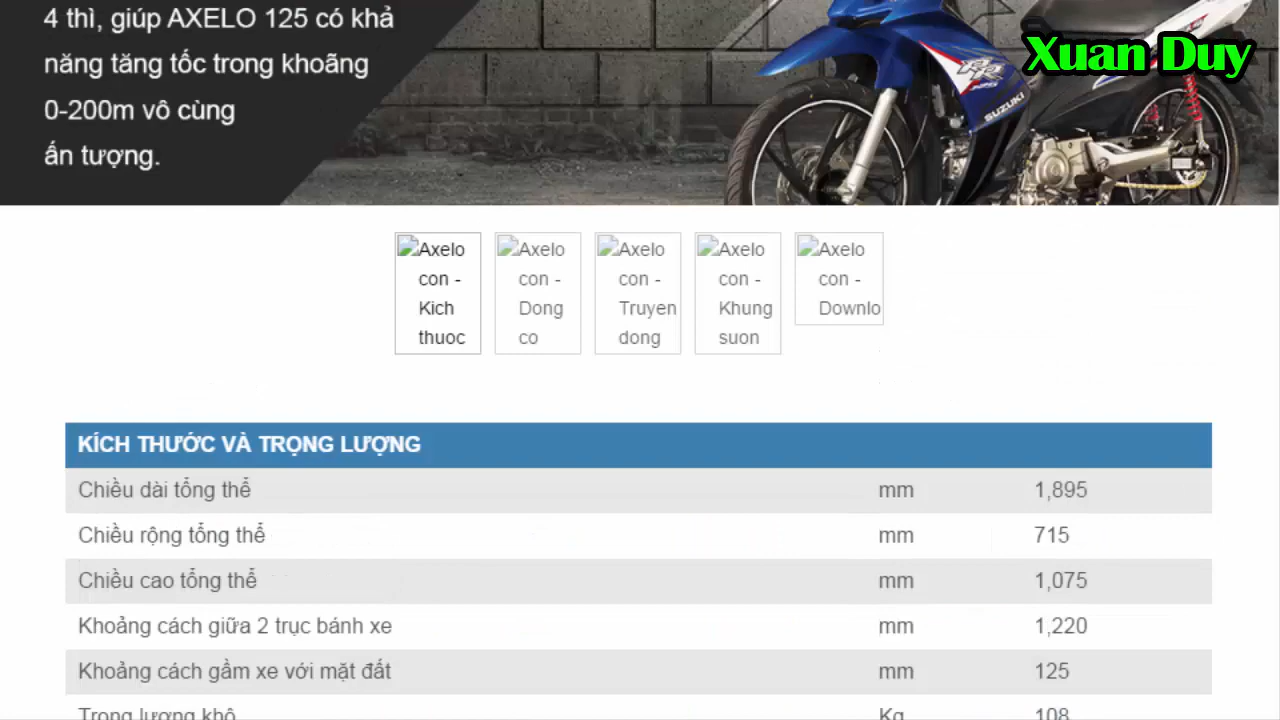 4 thì, giúp AXELO 125 có khả
năng tăng tốc trong khoãng
0-200m vô cùng
ấn tượng.
Xuan Duy
RR
125
SUZUKI
Axelo
con -
Kich
thuoc
Axelo
con -
Dong
co
Axelo
con -
Truyen
dong
Axelo
con -
Khung
suon
Axelo
con -
Downlo
KÍCH THƯỚC VÀ TRỌNG LƯỢNG
Chiều dài tổng thể mm 1,895
Chiều rộng tổng thể mm 715
Chiều cao tổng thể mm 1,075
Khoảng cách giữa 2 trục bánh xe mm 1,220
Khoảng cách gầm xe với mặt đất mm 125
Trọng lượng khô Kg 108